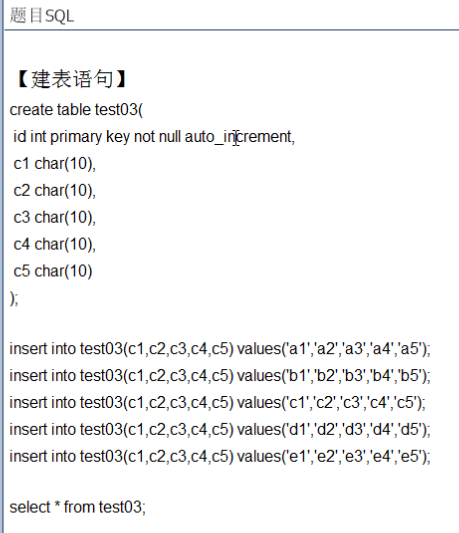 题目SQL
【建表语句】
create table test03(
id int primary key not null auto_increment,
c1 char(10),
c2 char(10),
c3 char(10),
c4 char(10),
c5 char(10)
);
insert into test03(c1,c2,c3,c4,c5) values('a1','a2','a3','a4','a5');
insert into test03(c1,c2,c3,c4,c5) values('b1','b2','b3','b4','b5');
insert into test03(c1,c2,c3,c4,c5) values('c1','c2','c3','c4','c5');
insert into test03(c1,c2,c3,c4,c5) values('d1','d2','d3','d4','d5');
insert into test03(c1,c2,c3,c4,c5) values('e1','e2','e3','e4','e5');
select * from test03;